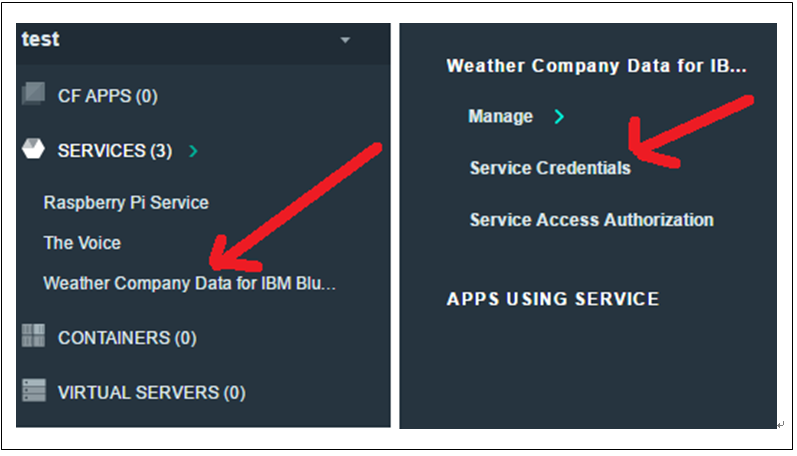 test
CF APPS (0)
SERVICES (3)
Raspberry Pi Service
The Voice
Weather Company Data for IBM Blu...
CONTAINERS (0)
VIRTUAL SERVERS (0)
Weather Company Data for IB...
Manage
Service Credentials
Service Access Authorization
APPS USING SERVICE